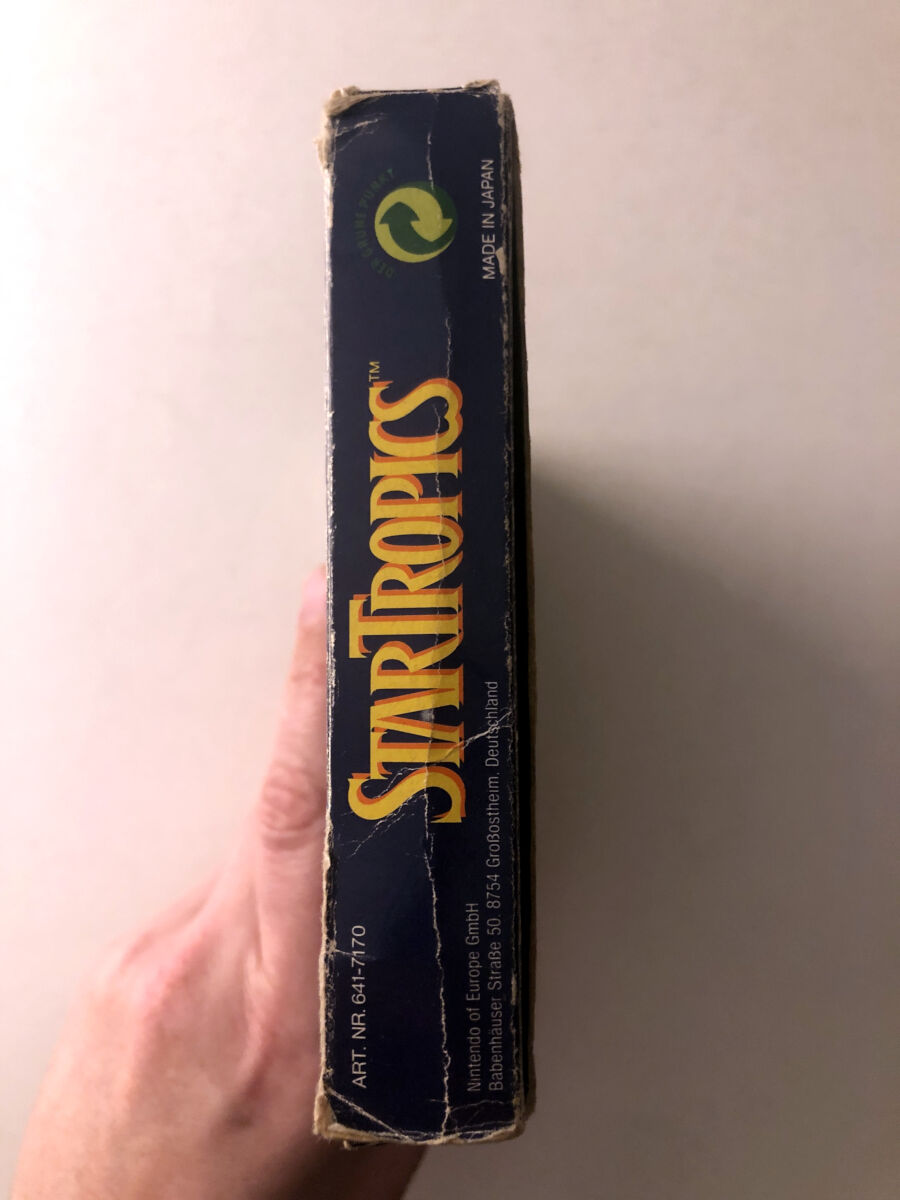 ART. NR. 641-7170
STARTROPICS™
DER GRÜNE PUNKT
Nintendo of Europe GmbH
Babenhäuser Straße 50. 8754 Großostheim. Deutschland
MADE IN JAPAN